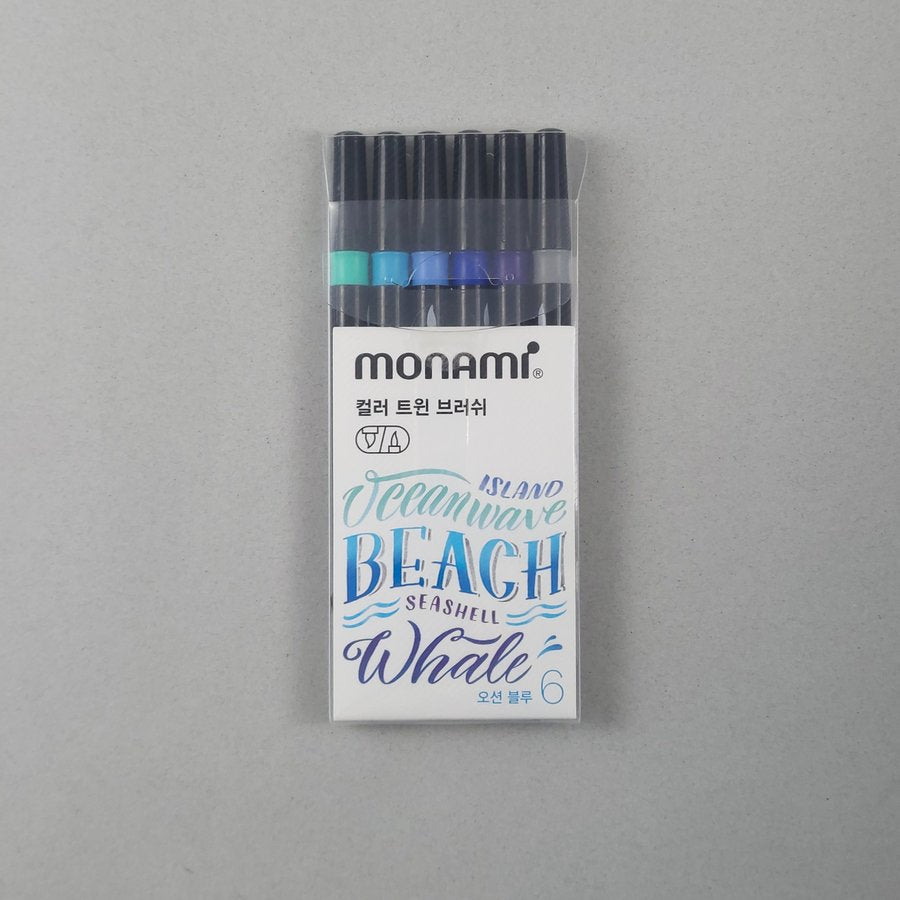 monami®
컬러 트윈 브러쉬
ISLAND
Oceanwave
BEACH
SEASHELL
Whale
오션 블루 6